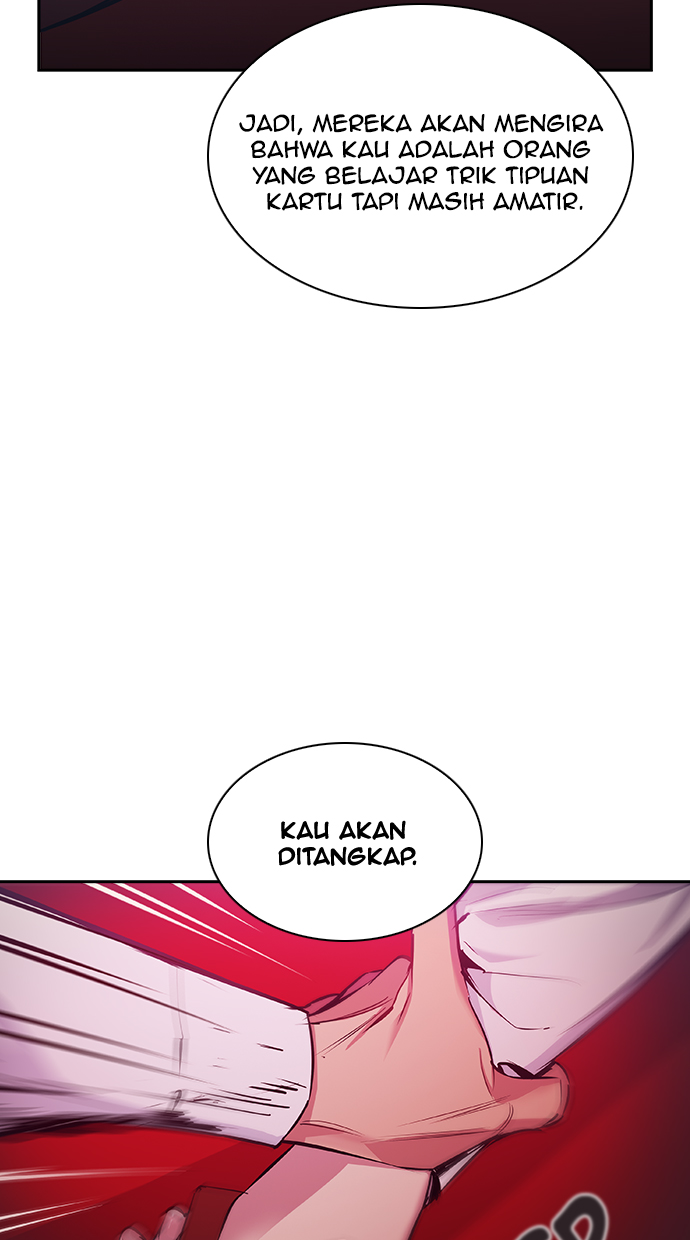 JADI, MEREKA AKAN MENGIRA
BAHWA KAU ADALAH ORANG
YANG BELAJAR TRIK TIPUAN
KARTU TAPI MASIH AMATIR.
KAU AKAN
DITANGKAP.